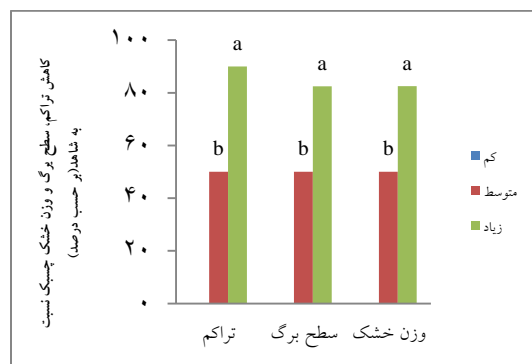 کاهش تراکم، سطح برگ و وزن خشک چسبک نسبت
به شاهد(بر حسب درصد)
۱۰۰
۸۰
۶۰
۴۰
۲۰
۰
b a
b a
b a
تراکم
سطح برگ
وزن خشک
کم
متوسط
زیاد